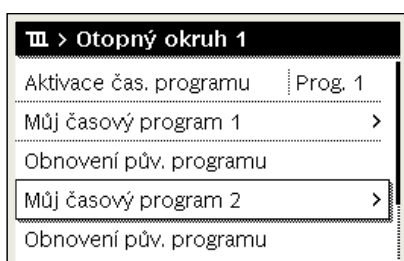 > Otopný okruh 1
Aktivace čas. programu Prog. 1
Můj časový program 1 >
Obnovení pův. programu
Můj časový program 2 >
Obnovení pův. programu